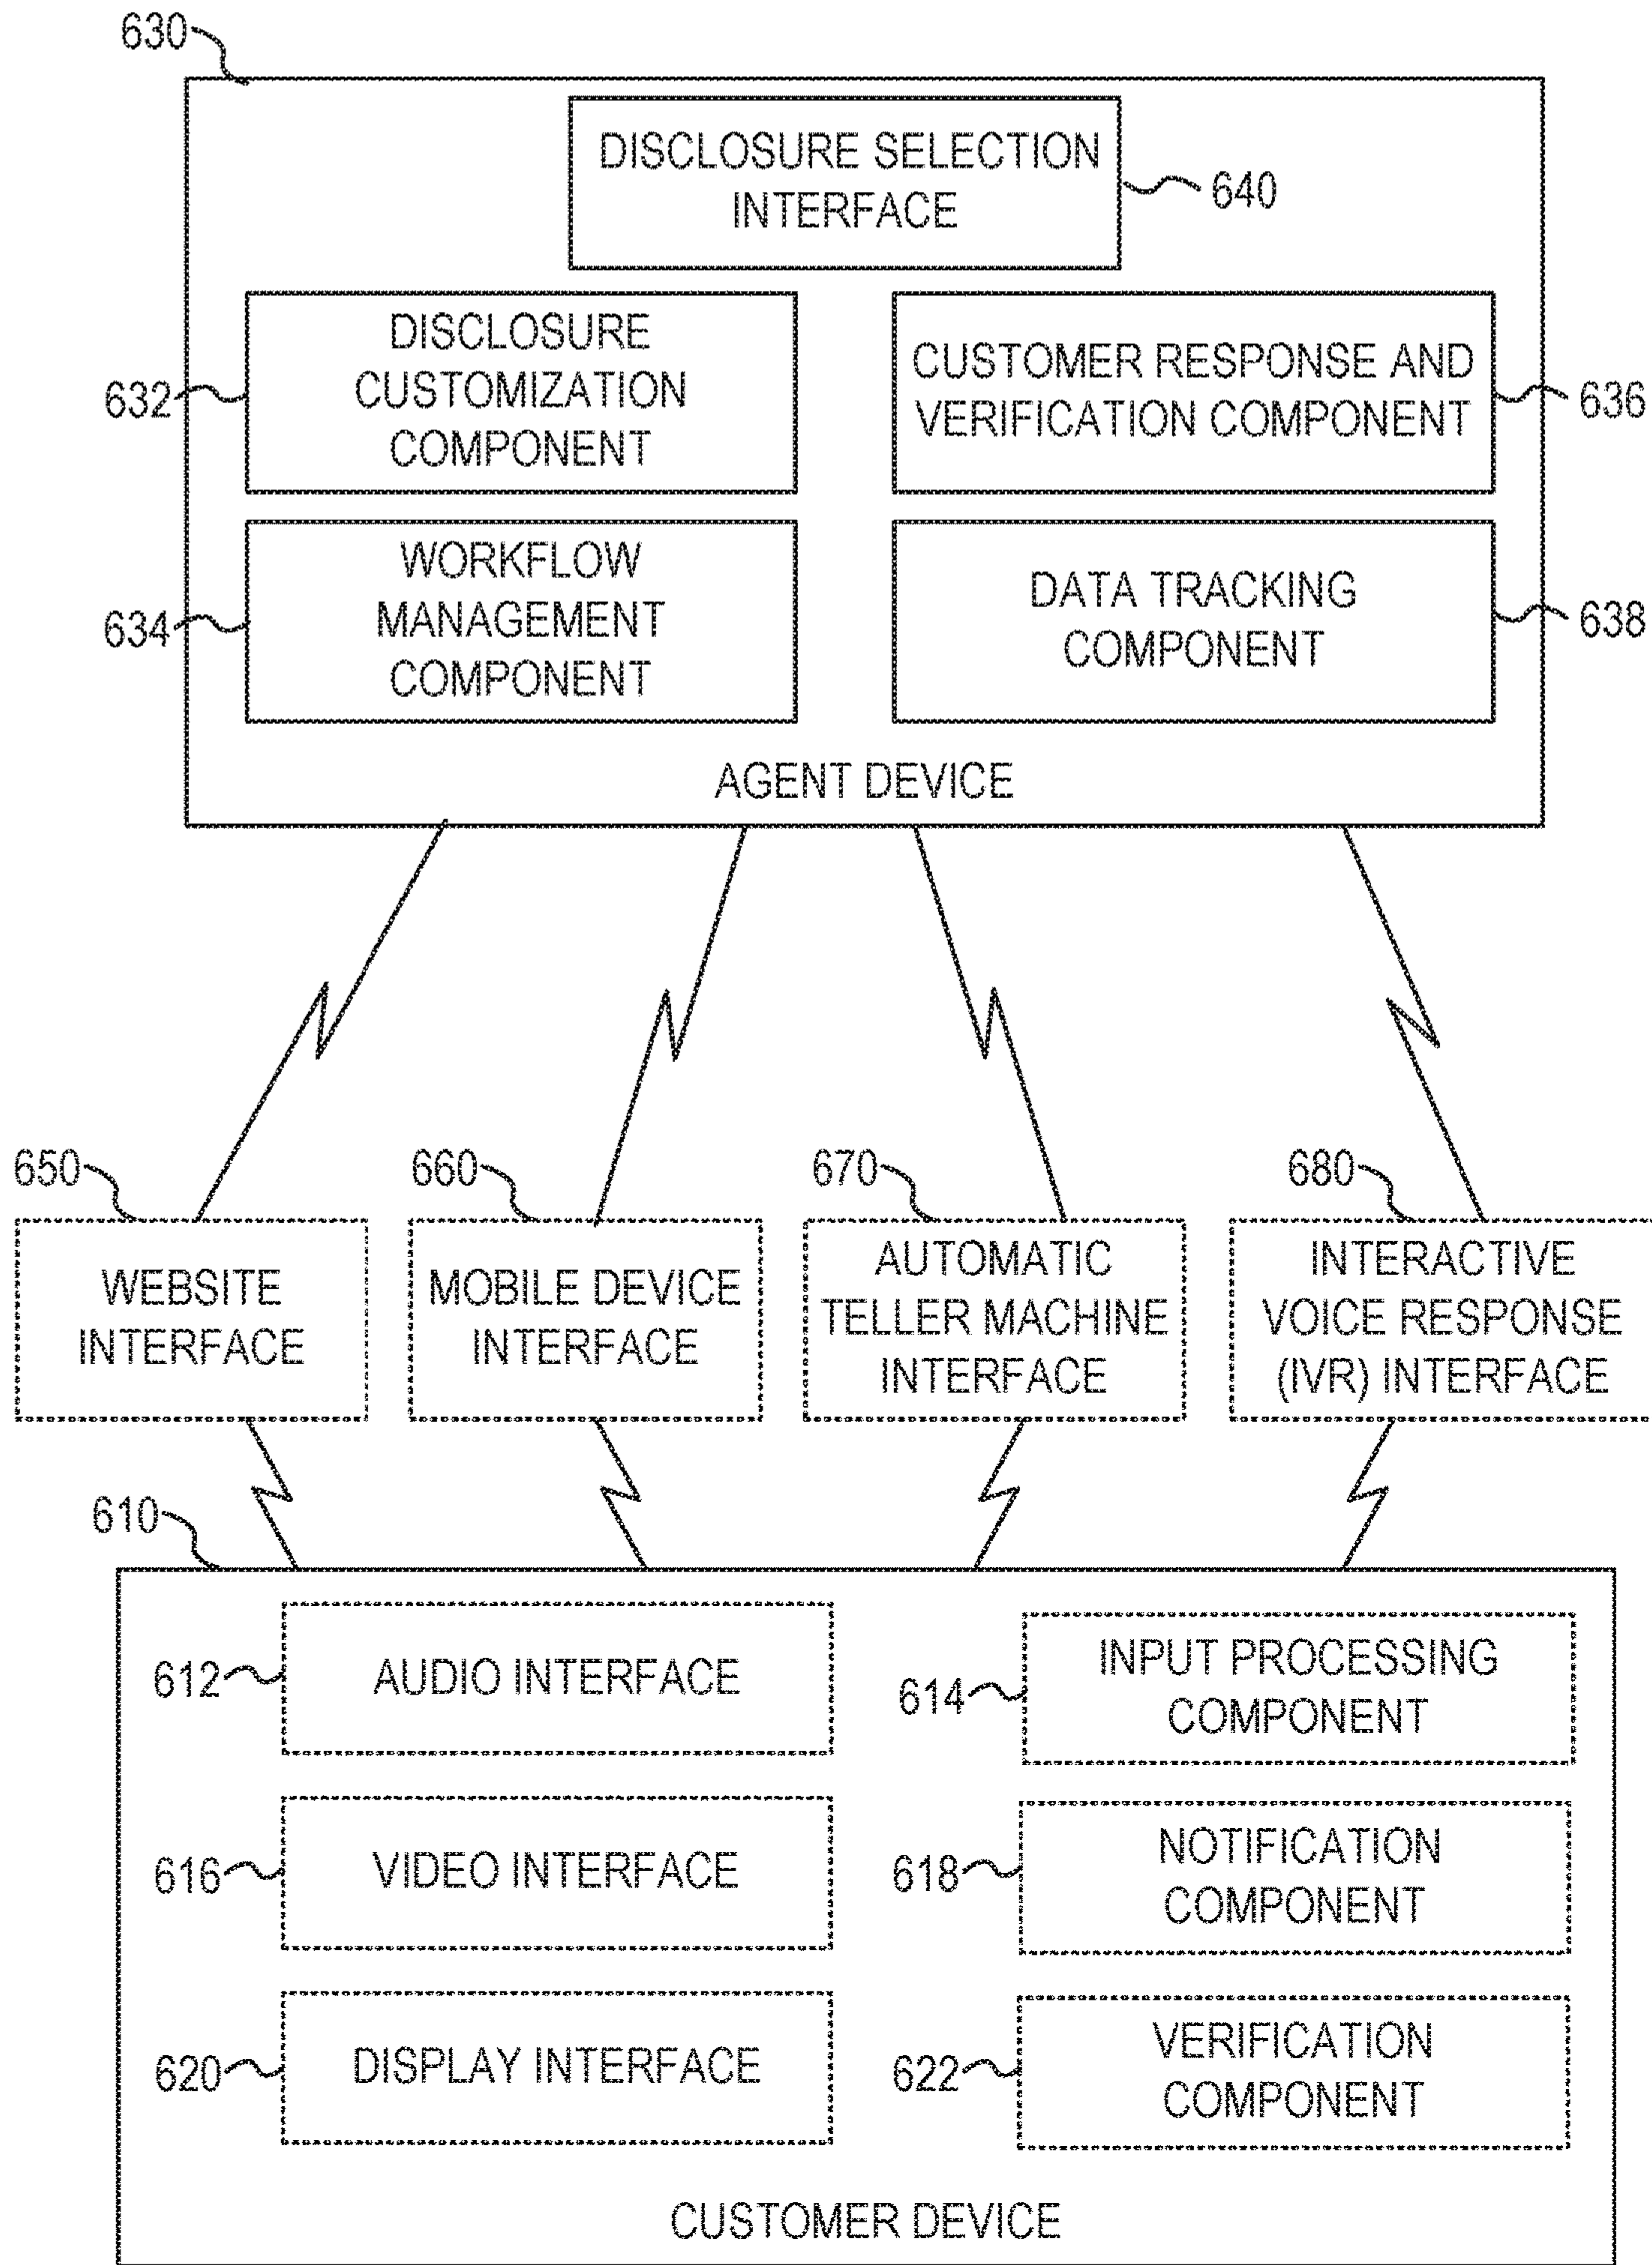 630
DISCLOSURE SELECTION
INTERFACE
640
DISCLOSURE
CUSTOMIZATION
COMPONENT
632
CUSTOMER RESPONSE AND
VERIFICATION COMPONENT
636
WORKFLOW
MANAGEMENT
COMPONENT
634
DATA TRACKING
COMPONENT
638
AGENT DEVICE
650
WEBSITE
INTERFACE
660
MOBILE DEVICE
INTERFACE
670
AUTOMATIC
TELLER MACHINE
INTERFACE
680
INTERACTIVE
VOICE RESPONSE
(IVR) INTERFACE
610
612
AUDIO INTERFACE
614
INPUT PROCESSING
COMPONENT
616
VIDEO INTERFACE
618
NOTIFICATION
COMPONENT
620
DISPLAY INTERFACE
622
VERIFICATION
COMPONENT
CUSTOMER DEVICE